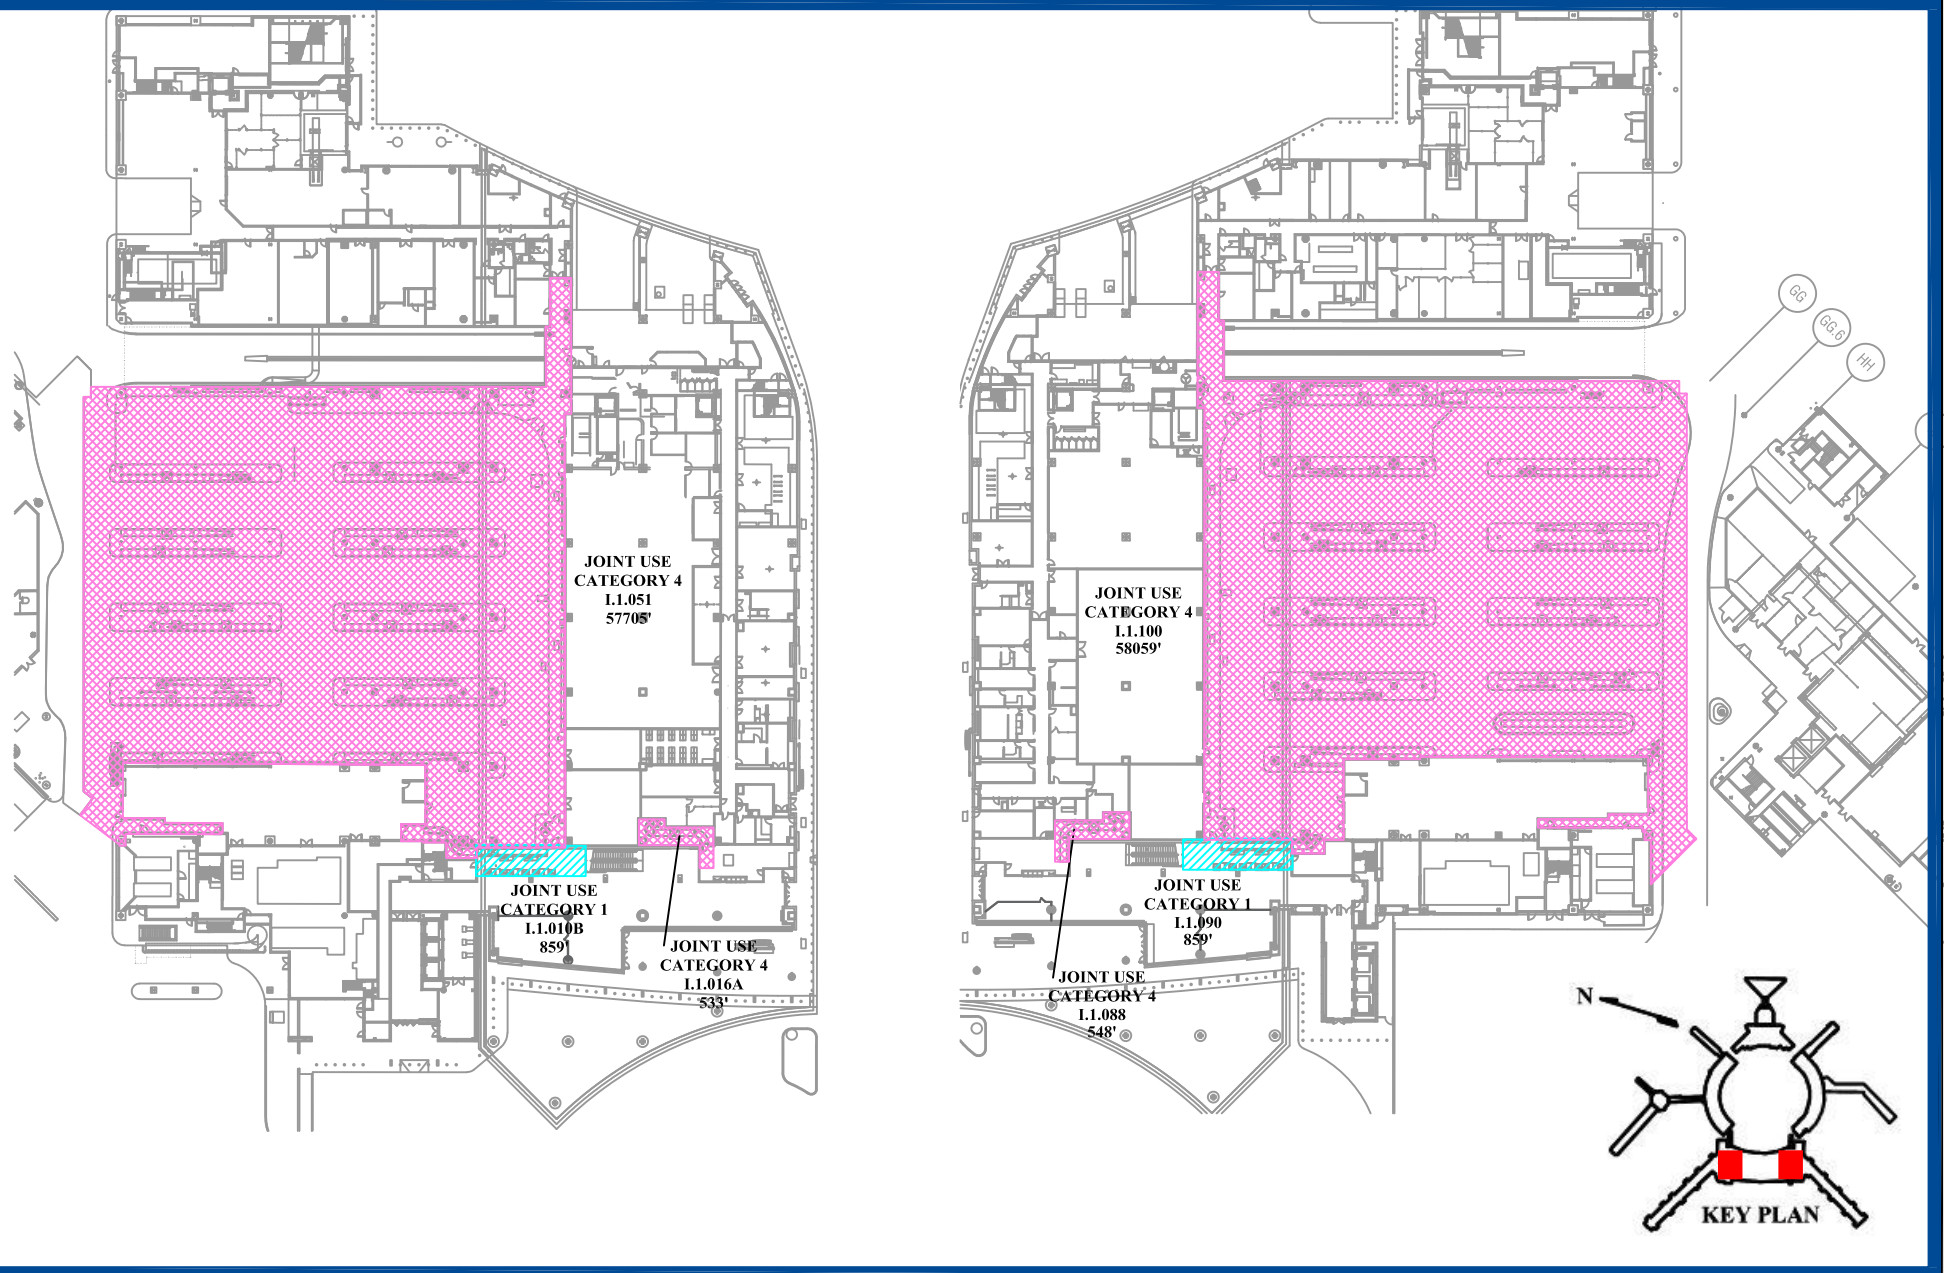 GG
GG.6
HH
JOINT USE
CATEGORY 4
I.1.051
57705'
JOINT USE
CATEGORY 4
I.1.100
58059'
JOINT USE
CATEGORY 1
I.1.010B
859'
JOINT USE
CATEGORY 4
I.1.016A
533'
JOINT USE
CATEGORY 1
I.1.090
859'
JOINT USE
CATEGORY 4
I.1.088
548'
N
KEY PLAN